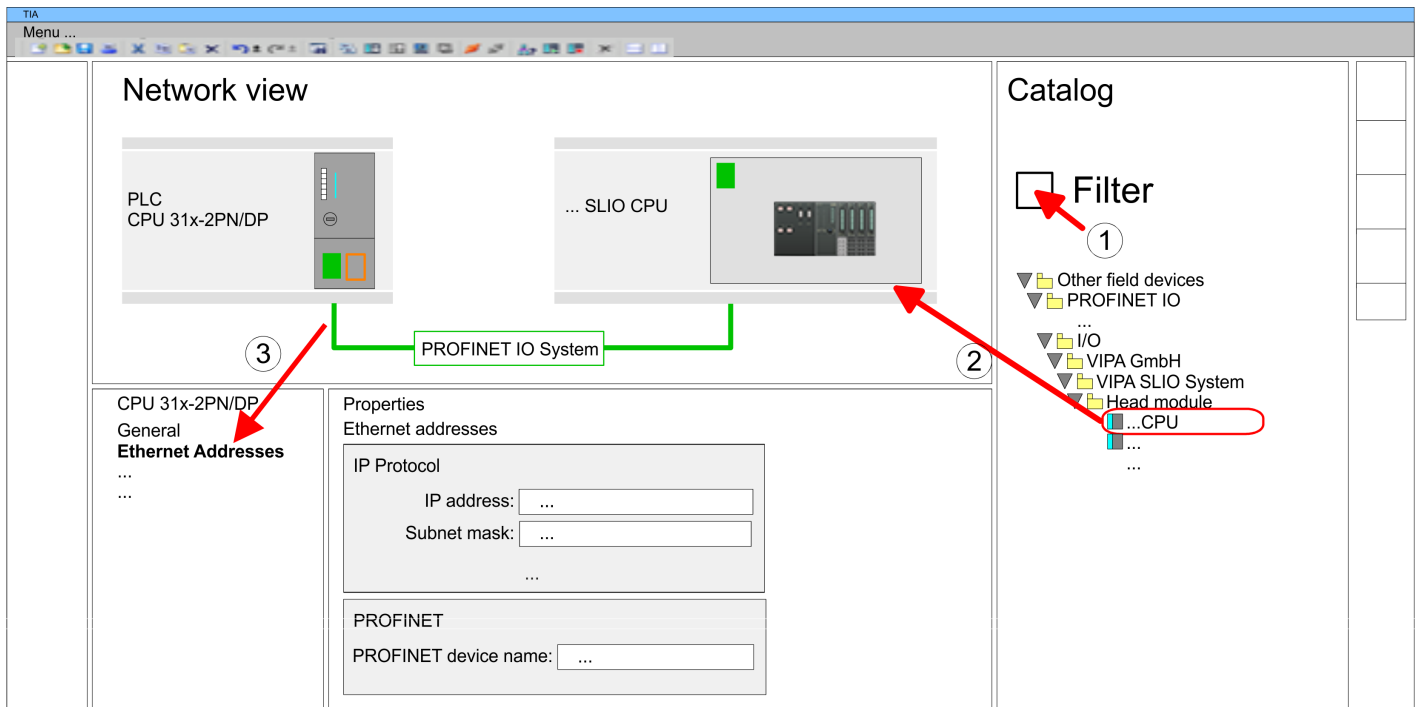 TIA
Menu ...
Network view
PLC
CPU 31x-2PN/DP
... SLIO CPU
PROFINET IO System
3
2
Catalog
Filter
1
Other field devices
PROFINET IO
...
I/O
VIPA GmbH
VIPA SLIO System
Head module
...CPU
...
...
CPU 31x-2PN/DP
General
Ethernet Addresses
...
...
Properties
Ethernet addresses
IP Protocol
IP address: ...
Subnet mask: ...
...
PROFINET
PROFINET device name: ...